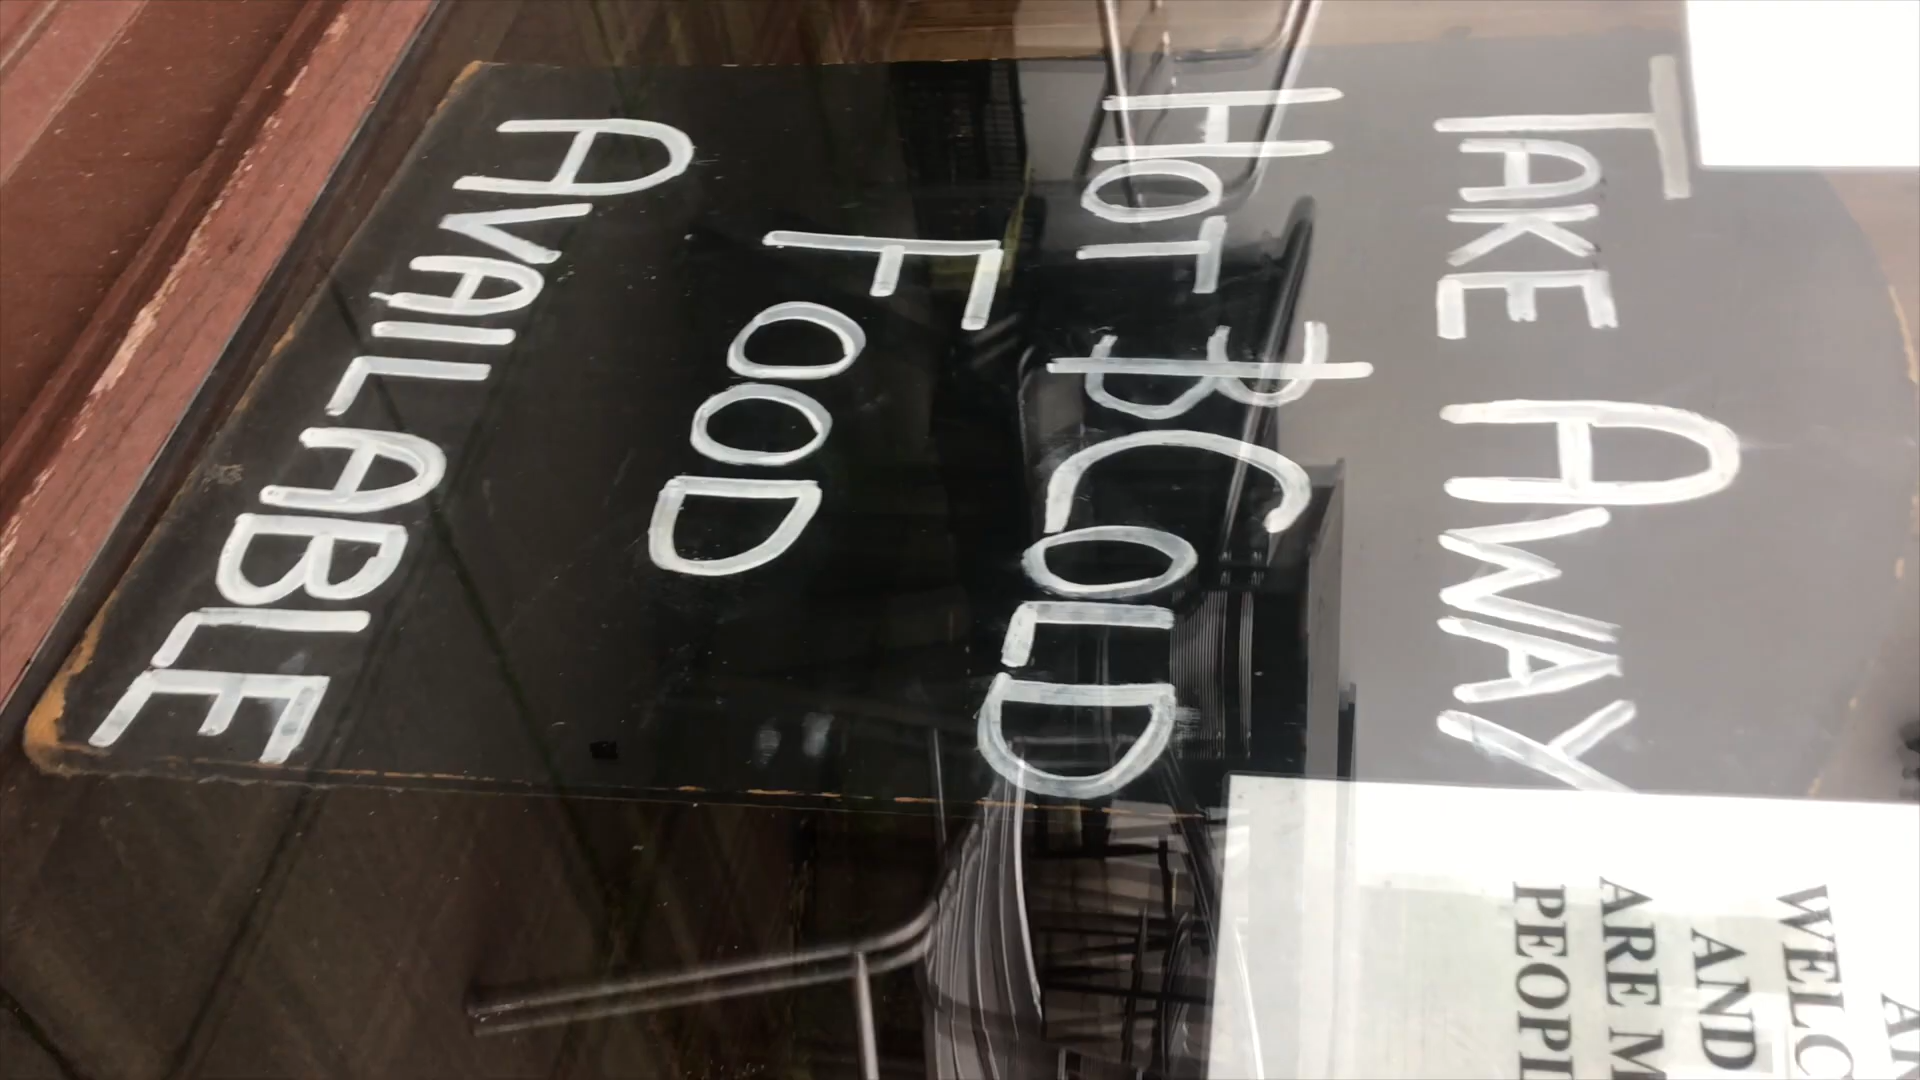 TAKE AWAY
HOT & COLD
FOOD
AVAILABLE
WELC
AND
ARE M
PEOPL